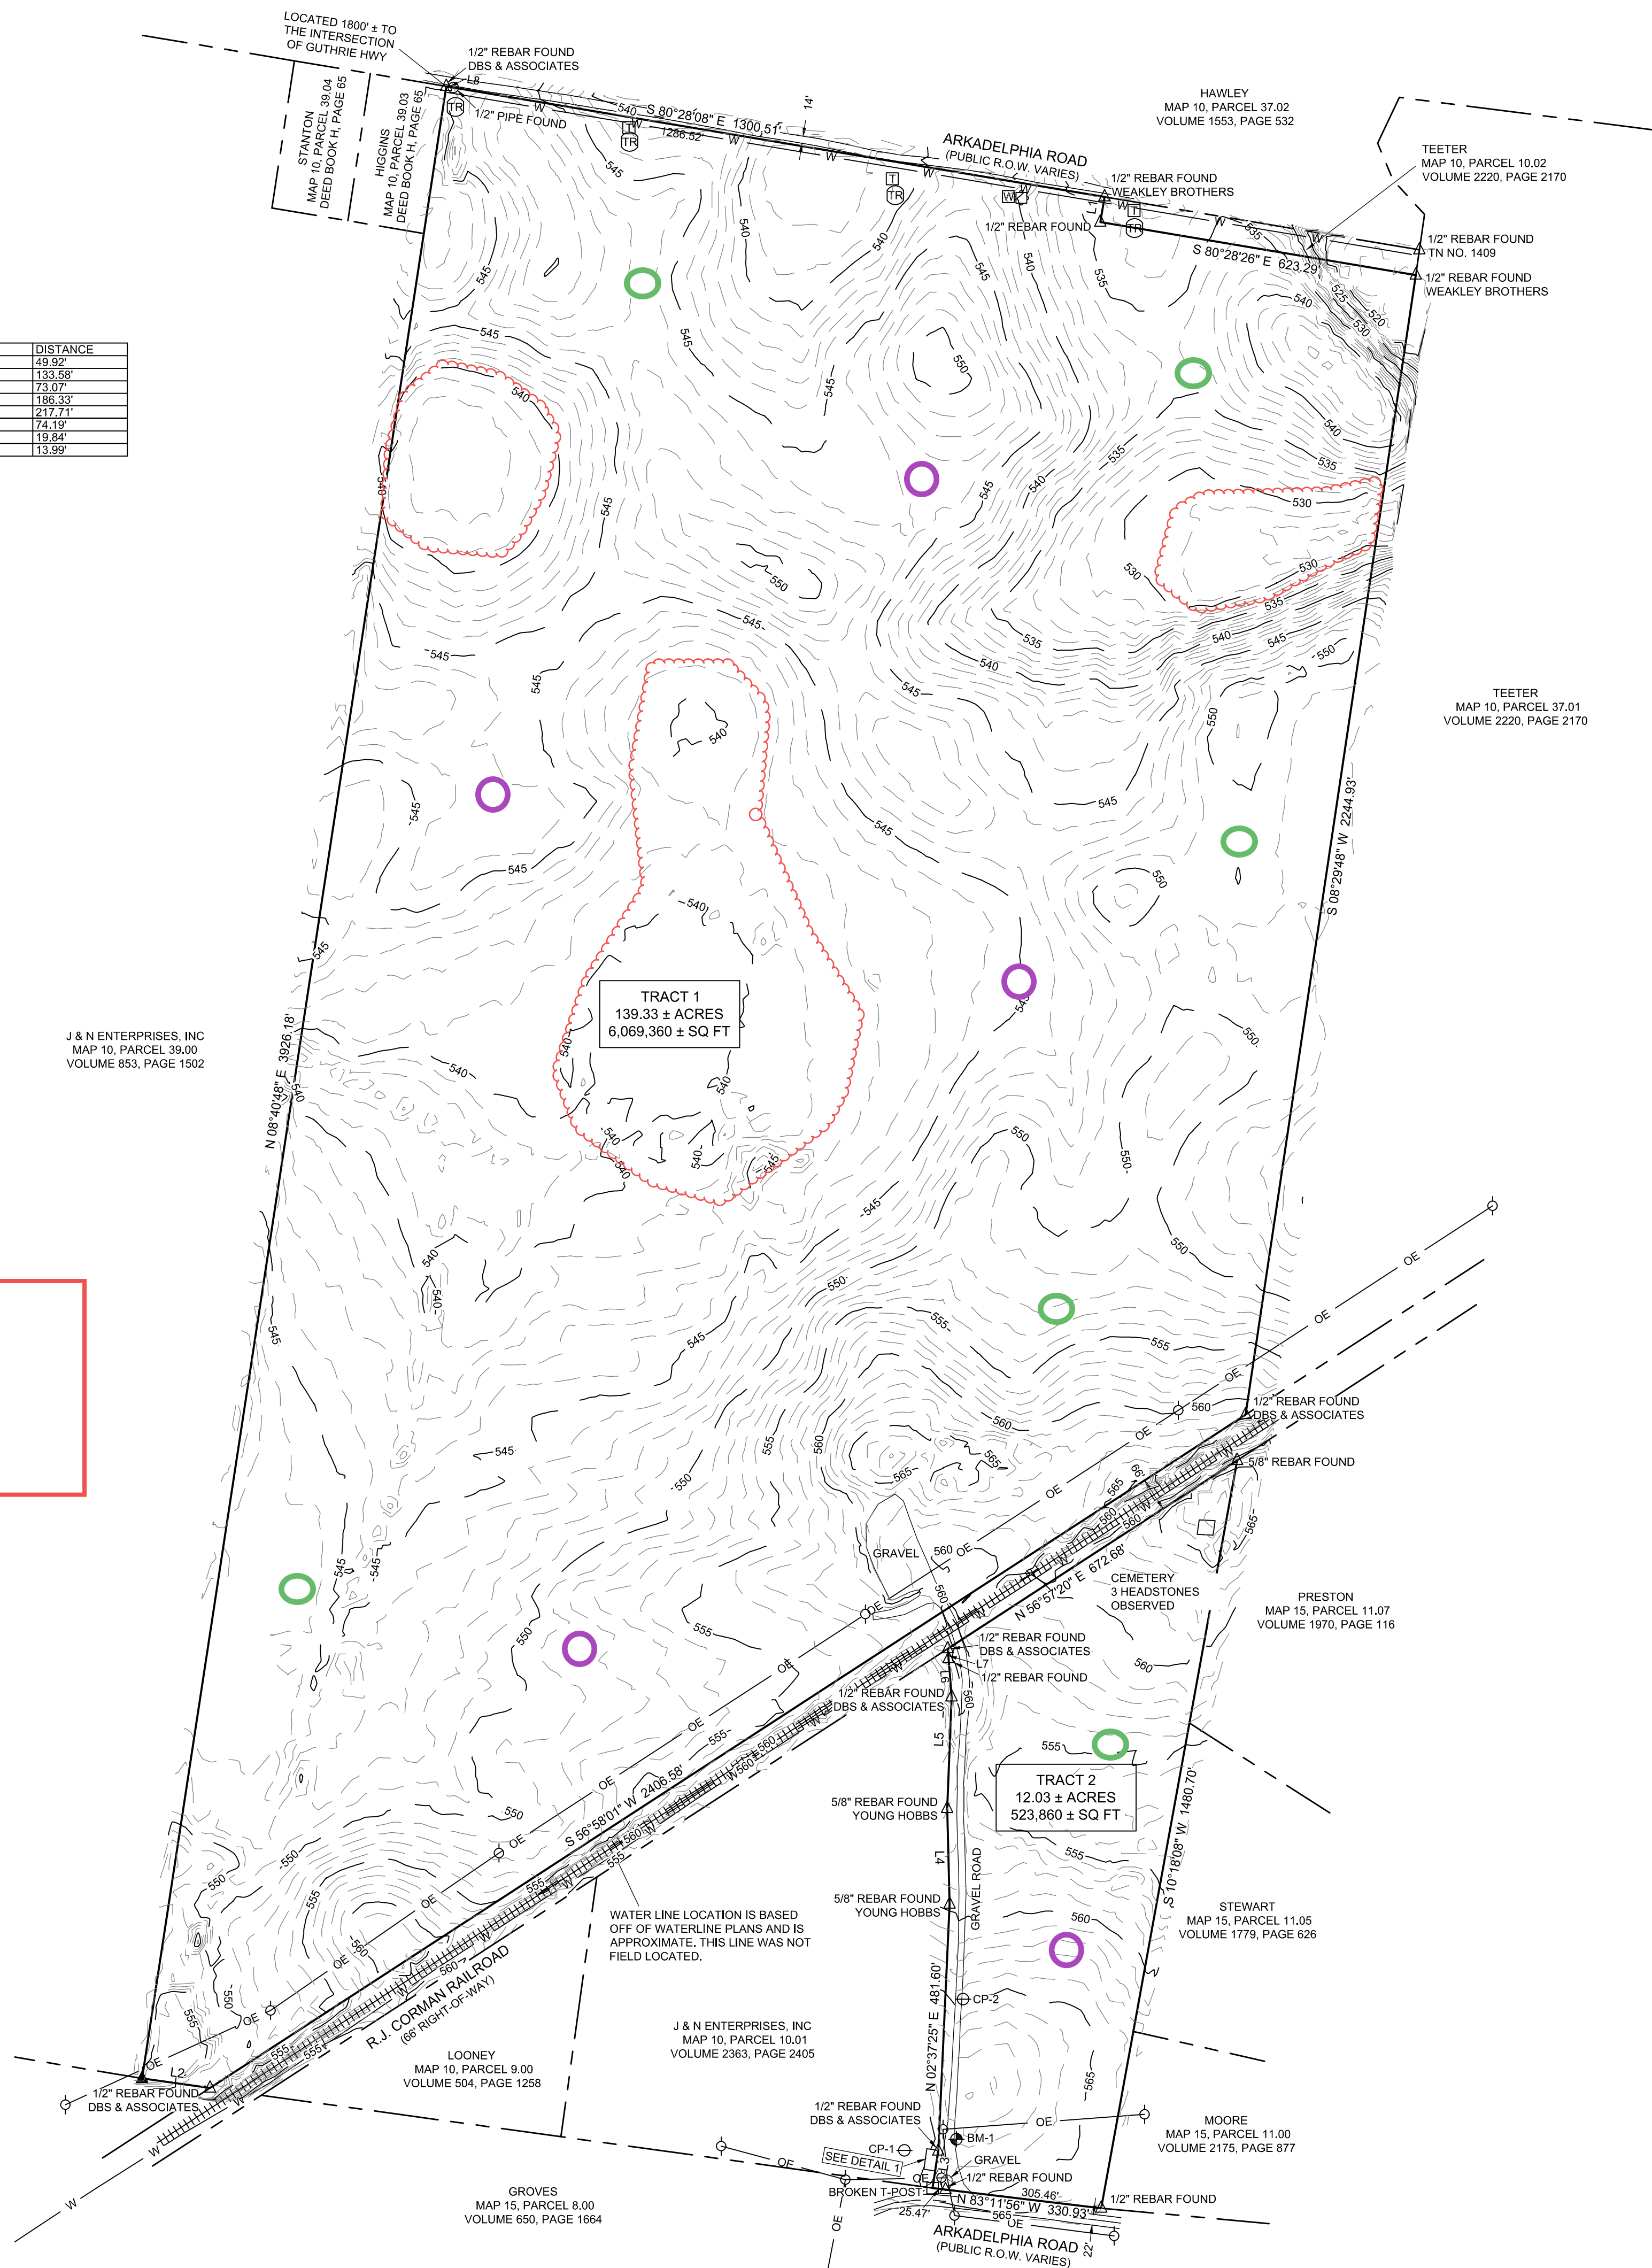 LOCATED 1800' ± TO
THE INTERSECTION
OF GUTHRIE HWY
1/2" REBAR FOUND
DBS & ASSOCIATES
L8
1/2" PIPE FOUND
STANTON
MAP 10, PARCEL 39.04
DEED BOOK H, PAGE 65
HIGGINS
MAP 10, PARCEL 39.03
DEED BOOK H, PAGE 65
S 80°28'08" E 1300.51'
1286.52'
14'
ARKADELPHIA ROAD
(PUBLIC R.O.W. VARIES)
HAWLEY
MAP 10, PARCEL 37.02
VOLUME 1553, PAGE 532
TEETER
MAP 10, PARCEL 10.02
VOLUME 2220, PAGE 2170
1/2" REBAR FOUND
WEAKLEY BROTHERS
L1
1/2" REBAR FOUND
S 80°28'26" E 623.29'
1/2" REBAR FOUND
TN NO. 1409
1/2" REBAR FOUND
WEAKLEY BROTHERS
DISTANCE
49.92'
133.58'
73.07'
186.33'
217.71'
74.19'
19.84'
13.99'
TEETER
MAP 10, PARCEL 37.01
VOLUME 2220, PAGE 2170
S 08°29'48" W 2244.93'
TRACT 1
139.33 ± ACRES
6,069,360 ± SQ FT
J & N ENTERPRISES, INC
MAP 10, PARCEL 39.00
VOLUME 853, PAGE 1502
N 08°40'48" E 3926.18'
1/2" REBAR FOUND
DBS & ASSOCIATES
5/8" REBAR FOUND
66'
GRAVEL
N 56°57'20" E 672.68'
CEMETERY
3 HEADSTONES
OBSERVED
PRESTON
MAP 15, PARCEL 11.07
VOLUME 1970, PAGE 116
1/2" REBAR FOUND
DBS & ASSOCIATES
L7
1/2" REBAR FOUND
L6
1/2" REBAR FOUND
DBS & ASSOCIATES
L5
TRACT 2
12.03 ± ACRES
523,860 ± SQ FT
5/8" REBAR FOUND
YOUNG HOBBS
L4
5/8" REBAR FOUND
YOUNG HOBBS
GRAVEL ROAD
S 10°18'08" W 1480.70'
S 56°58'01" W 2406.58'
WATER LINE LOCATION IS BASED
OFF OF WATERLINE PLANS AND IS
APPROXIMATE. THIS LINE WAS NOT
FIELD LOCATED.
STEWART
MAP 15, PARCEL 11.05
VOLUME 1779, PAGE 626
R.J. CORMAN RAILROAD
(66' RIGHT-OF-WAY)
N 02°37'25" E 481.60'
CP-2
J & N ENTERPRISES, INC
MAP 10, PARCEL 10.01
VOLUME 2363, PAGE 2405
LOONEY
MAP 10, PARCEL 9.00
VOLUME 504, PAGE 1258
L2
1/2" REBAR FOUND
DBS & ASSOCIATES
1/2" REBAR FOUND
DBS & ASSOCIATES
BM-1
CP-1
SEE DETAIL 1
L3
GRAVEL
1/2" REBAR FOUND
BROKEN T-POST
MOORE
MAP 15, PARCEL 11.00
VOLUME 2175, PAGE 877
305.46'
N 83°11'56" W 330.93'
1/2" REBAR FOUND
25.47'
22'
GROVES
MAP 15, PARCEL 8.00
VOLUME 650, PAGE 1664
ARKADELPHIA ROAD
(PUBLIC R.O.W. VARIES)